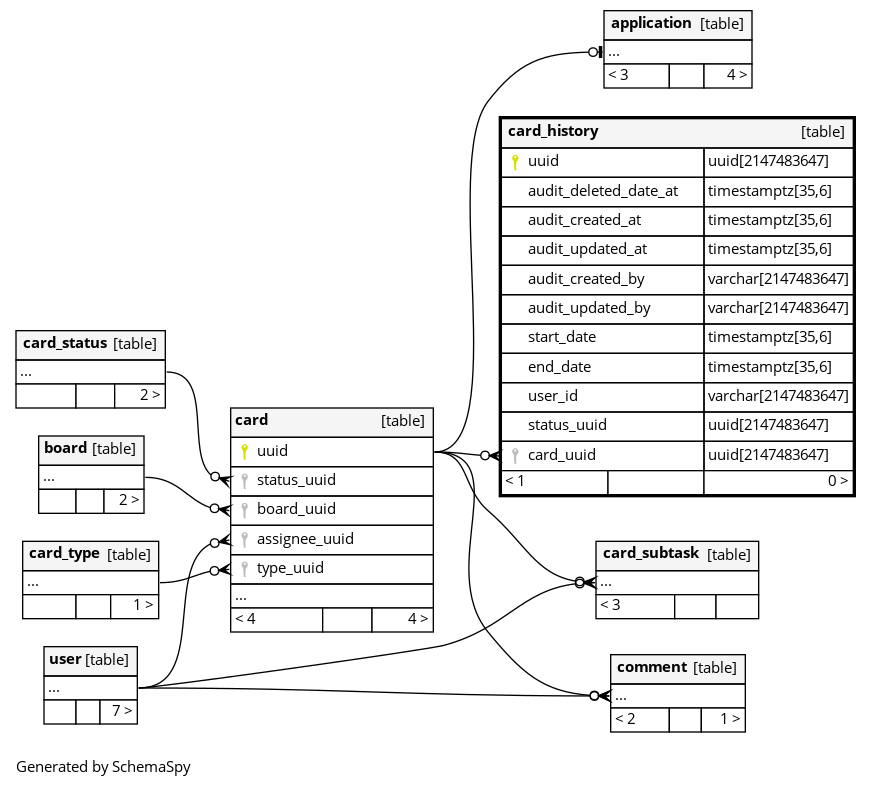 application [table]
...
< 3 4 >
card_history [table]
uuid uuid[2147483647]
audit_deleted_date_at timestamptz[35,6]
audit_created_at timestamptz[35,6]
audit_updated_at timestamptz[35,6]
audit_created_by varchar[2147483647]
audit_updated_by varchar[2147483647]
start_date timestamptz[35,6]
end_date timestamptz[35,6]
user_id varchar[2147483647]
status_uuid uuid[2147483647]
card_uuid uuid[2147483647]
< 1 0 >
card_status [table]
...
2 >
board [table]
...
2 >
card_type [table]
...
1 >
user [table]
...
7 >
card [table]
uuid
status_uuid
board_uuid
assignee_uuid
type_uuid
...
< 4 4 >
card_subtask [table]
...
< 3
comment [table]
...
< 2 1 >
Generated by SchemaSpy